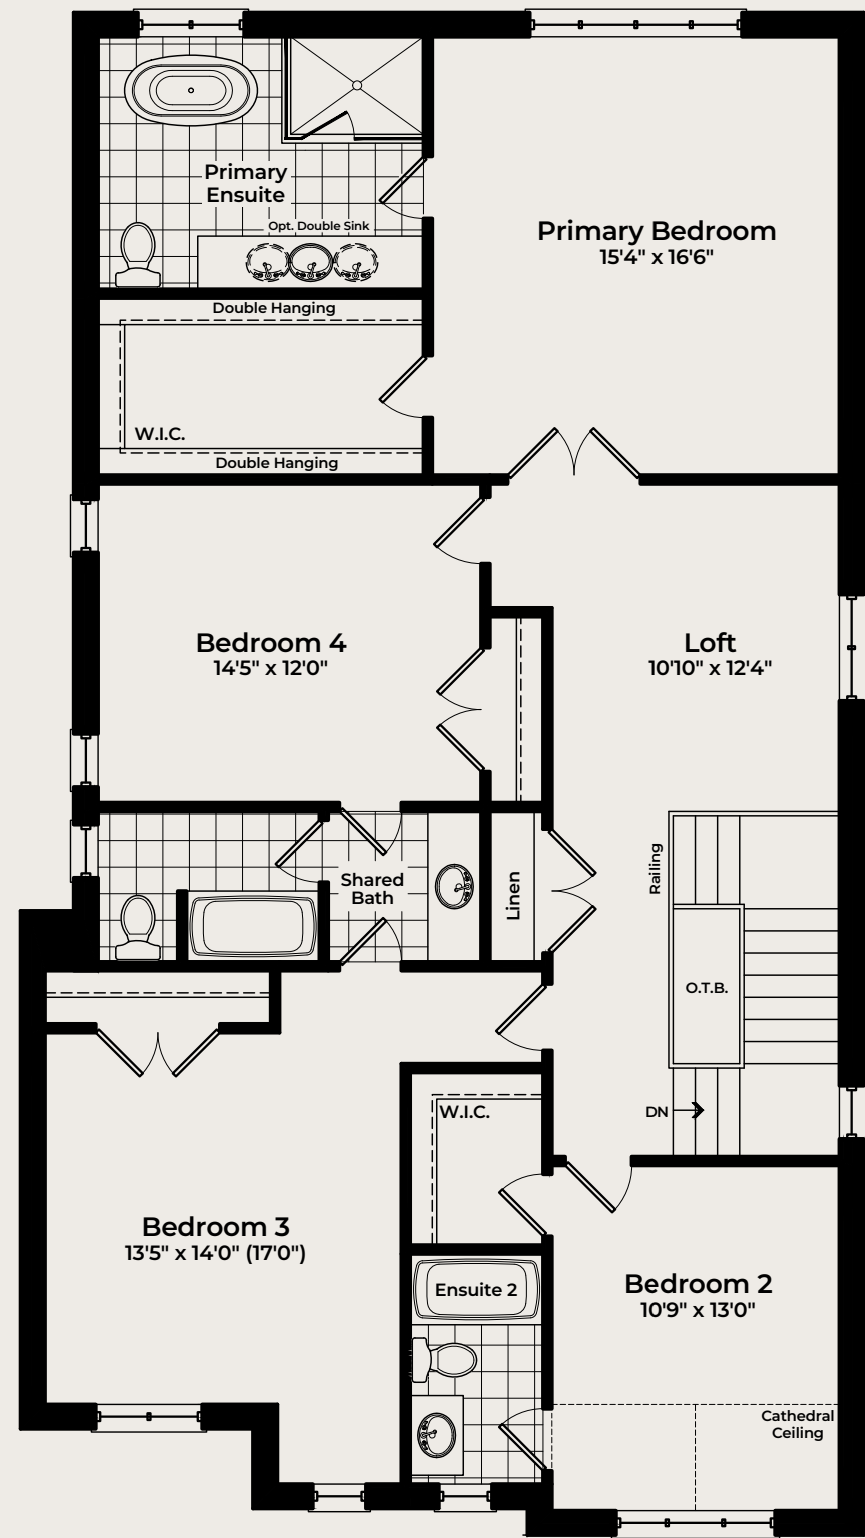 Primary
Ensuite
Opt. Double Sink
Primary Bedroom
15'4" x 16'6"
Double Hanging
W.I.C.
Double Hanging
Bedroom 4
14'5" x 12'0"
Loft
10'10" x 12'4"
Shared
Bath
Linen
Railing
O.T.B.
DN
W.I.C.
Bedroom 3
13'5" x 14'0" (17'0")
Ensuite 2
Bedroom 2
10'9" x 13'0"
Cathedral
Ceiling